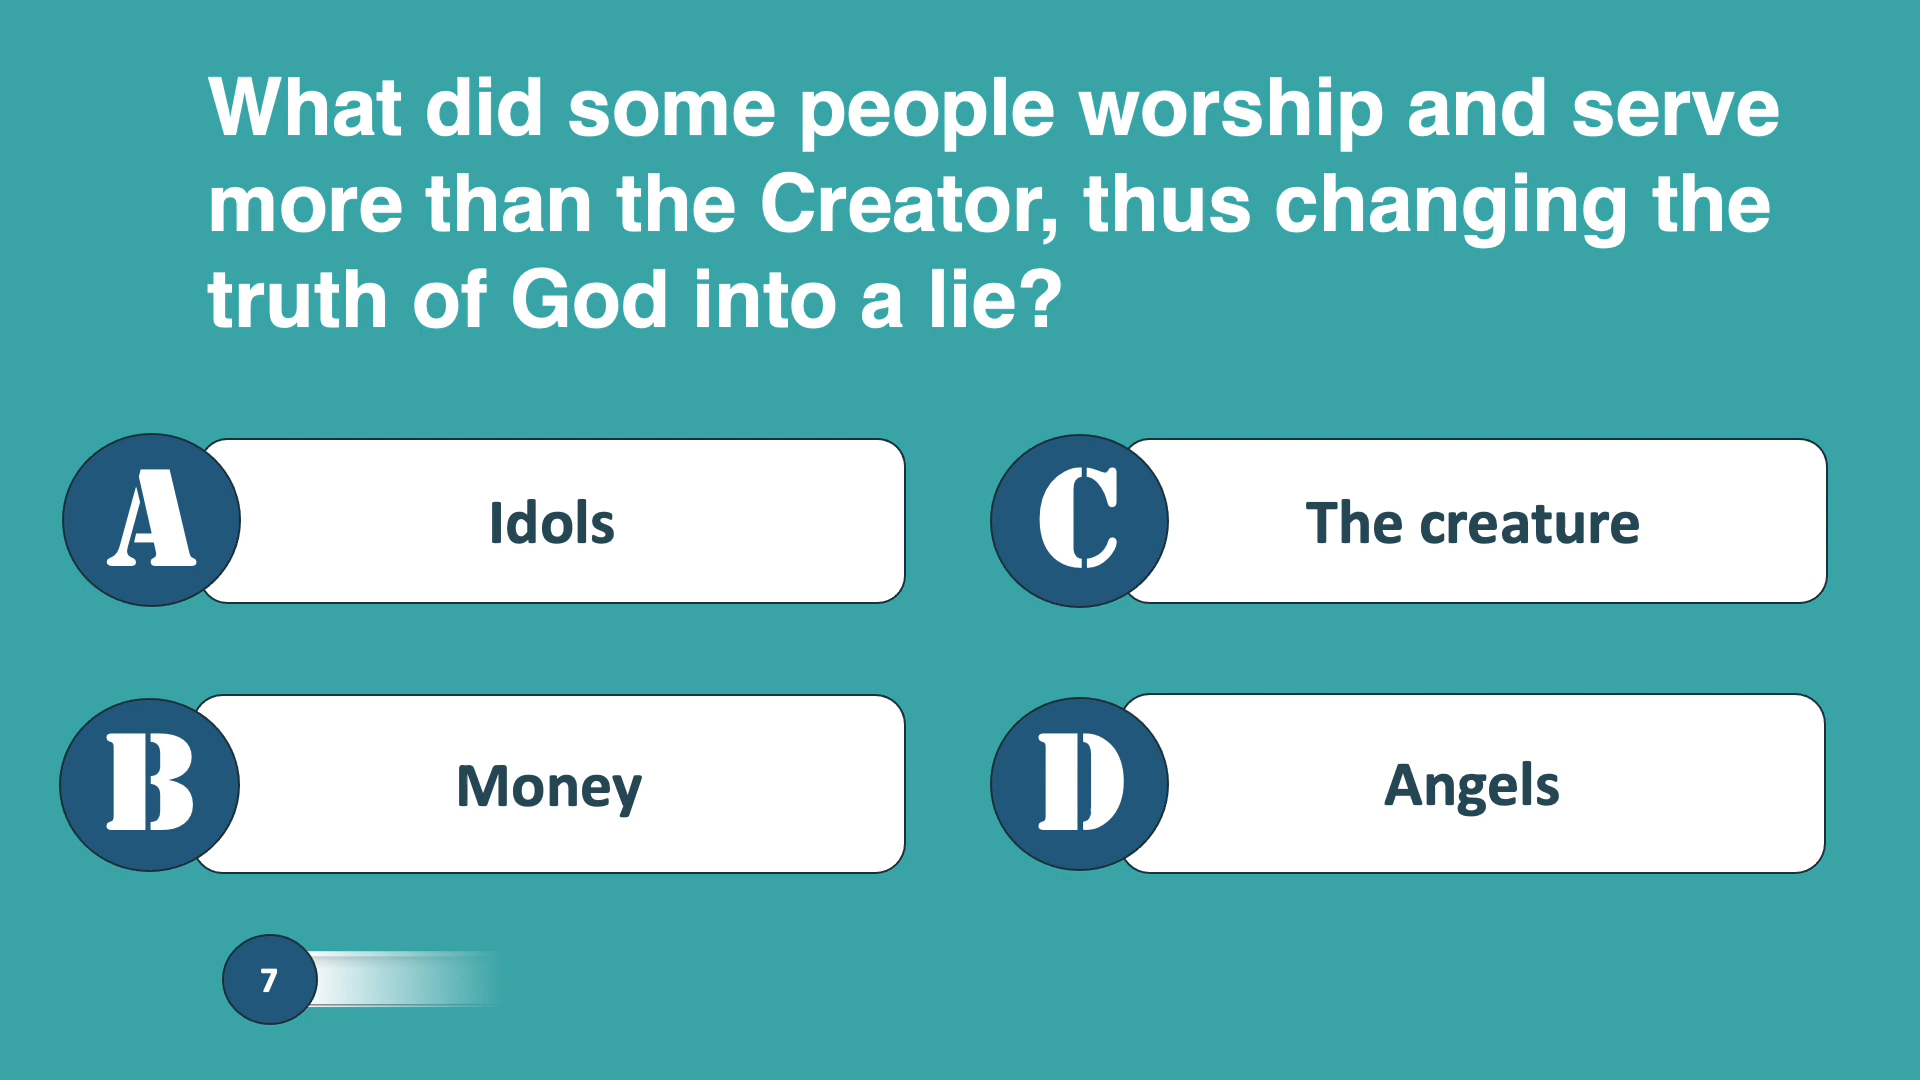 What did some people worship and serve
more than the Creator, thus changing the
truth of God into a lie?
A Idols
B Money
C The creature
D Angels
7